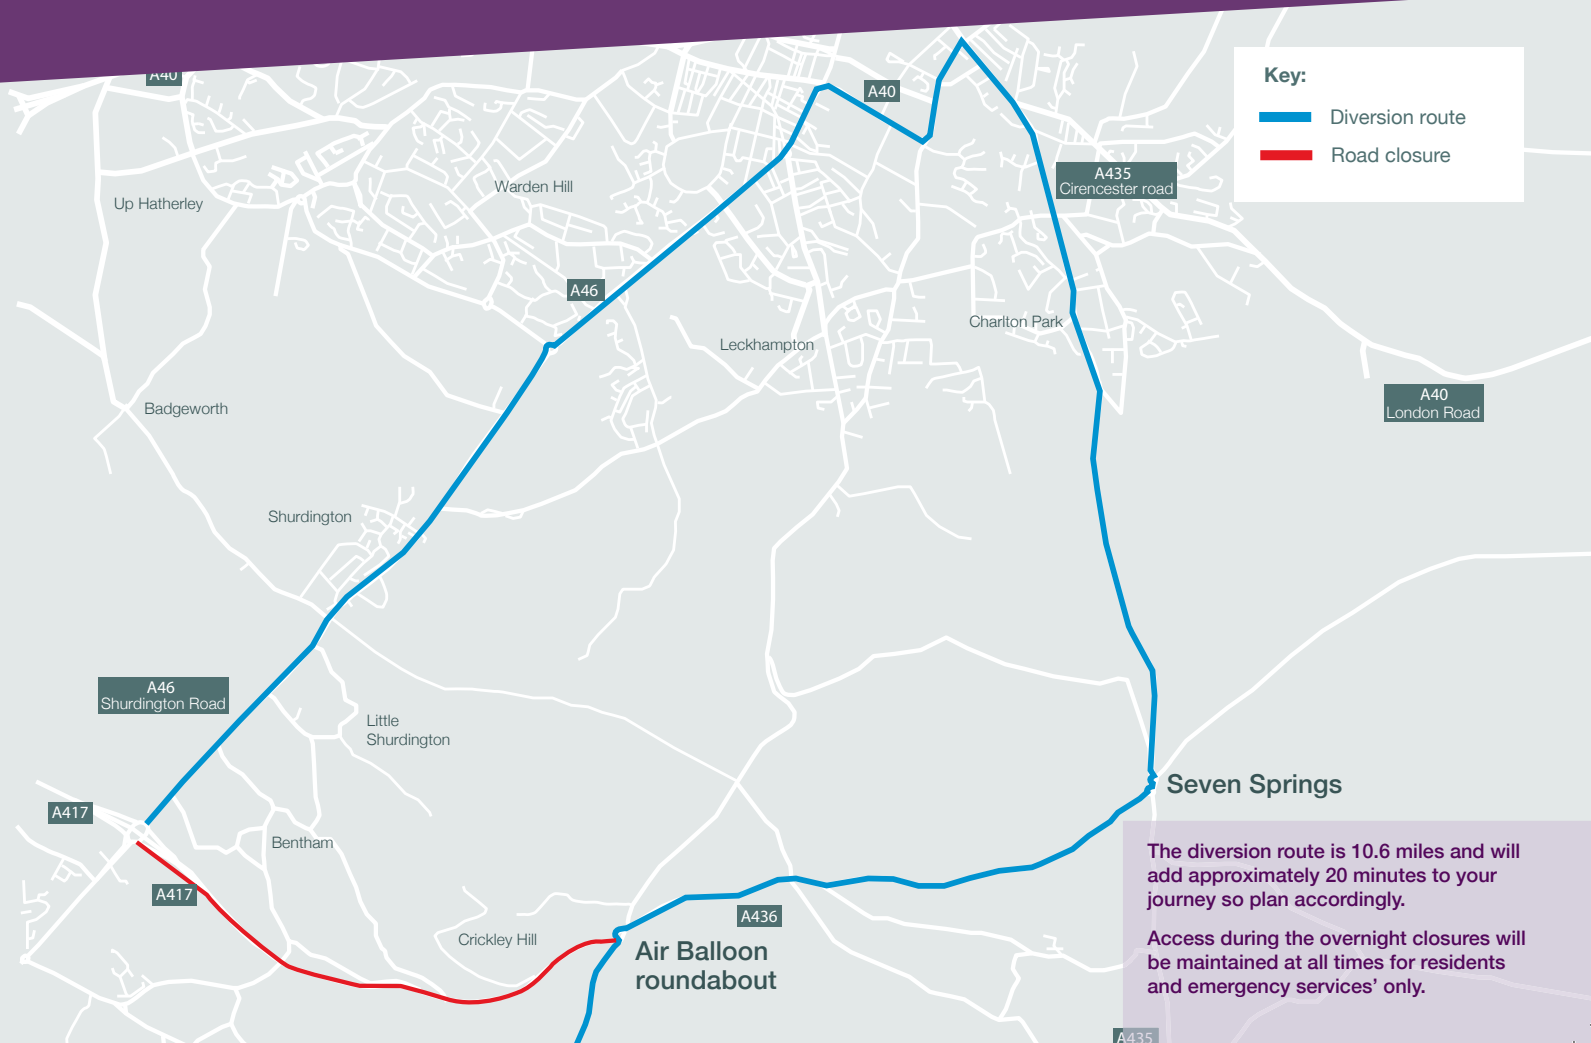 A40
Key:
Diversion route
Road closure
A40
A435
Cirencester road
Warden Hill
Up Hatherley
A46
Charlton Park
Leckhampton
A40
London Road
Badgeworth
Shurdington
A46
Shurdington Road
Little
Shurdington
Seven Springs
A417
Bentham
A417
The diversion route is 10.6 miles and will
add approximately 20 minutes to your
journey so plan accordingly.
A436
Crickley Hill
Air Balloon
roundabout
Access during the overnight closures will
be maintained at all times for residents
and emergency services’ only.
A435